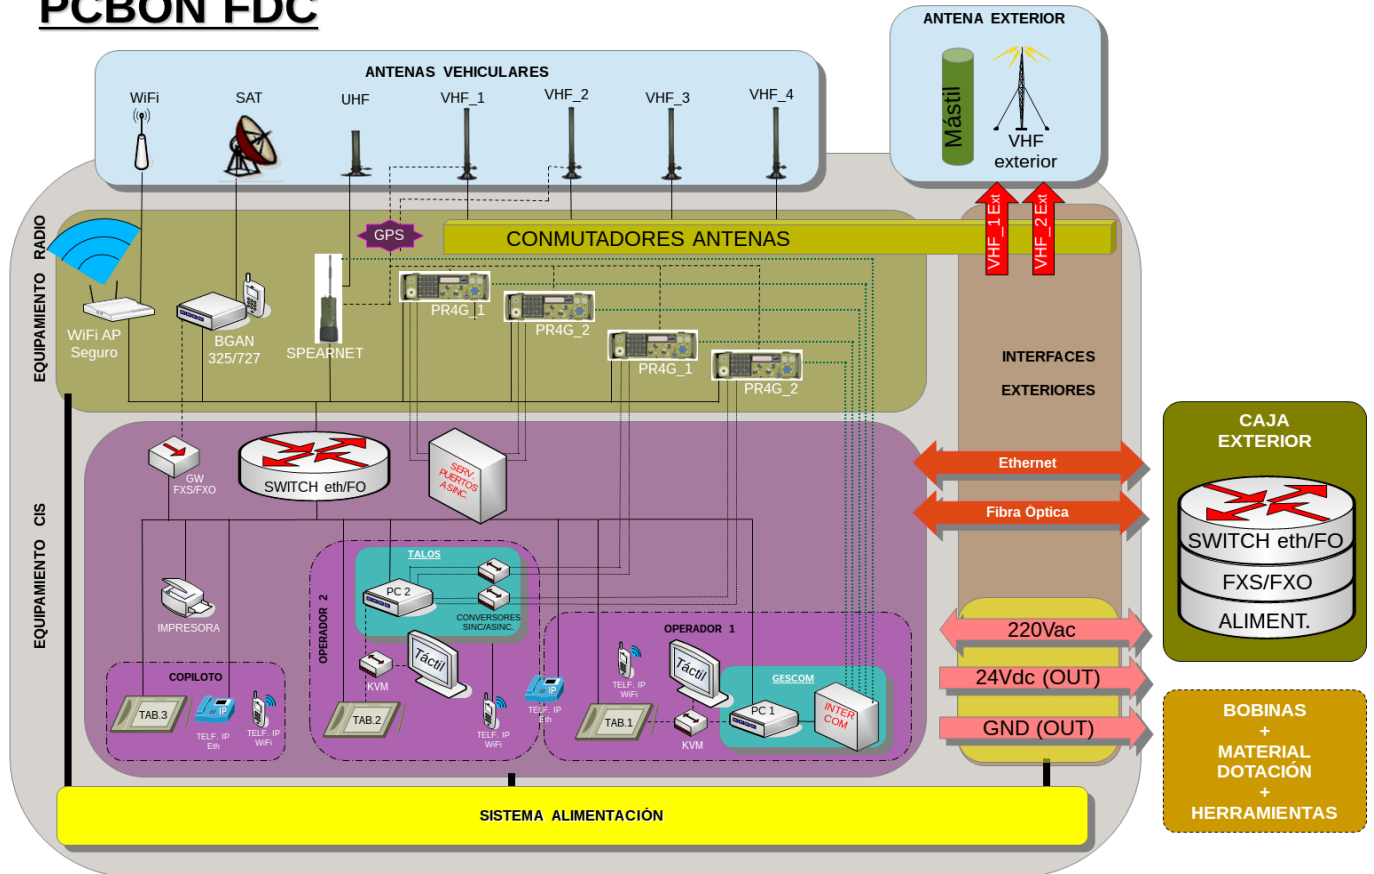 PCBON FDC
ANTENA EXTERIOR
Mástil
VHF
exterior
ANTENAS VEHICULARES
WiFi
SAT
UHF
VHF_1
VHF_2
VHF_3
VHF_4
VHF_1 Ext
VHF_2 Ext
EQUIPAMIENTO RADIO
GPS
CONMUTADORES ANTENAS
WiFi AP
Seguro
BGAN
325/727
SPEARNET
PR4G_1
PR4G_2
PR4G_1
PR4G_2
INTERFACES
EXTERIORES
EQUIPAMIENTO CIS
GW
FXS/FXO
SWITCH eth/FO
SERV.
PUERTOS
ASINC.
Ethernet
Fibra Óptica
CAJA
EXTERIOR
SWITCH eth/FO
FXS/FXO
ALIMENT.
IMPRESORA
OPERADOR 2
TALOS
PC 2
CONVERSORES
SINC/ASINC.
KVM
Táctil
TAB.2
TELF. IP
WiFi
IP
TELF. IP
Eth
OPERADOR 1
TELF. IP
WiFi
Táctil
GESCOM
TAB.1
KVM
PC 1
INTER
COM
COPILOTO
TAB.3
IP
TELF. IP
Eth
TELF. IP
WiFi
220Vac
24Vdc (OUT)
GND (OUT)
BOBINAS
+
MATERIAL
DOTACIÓN
+
HERRAMIENTAS
SISTEMA ALIMENTACIÓN